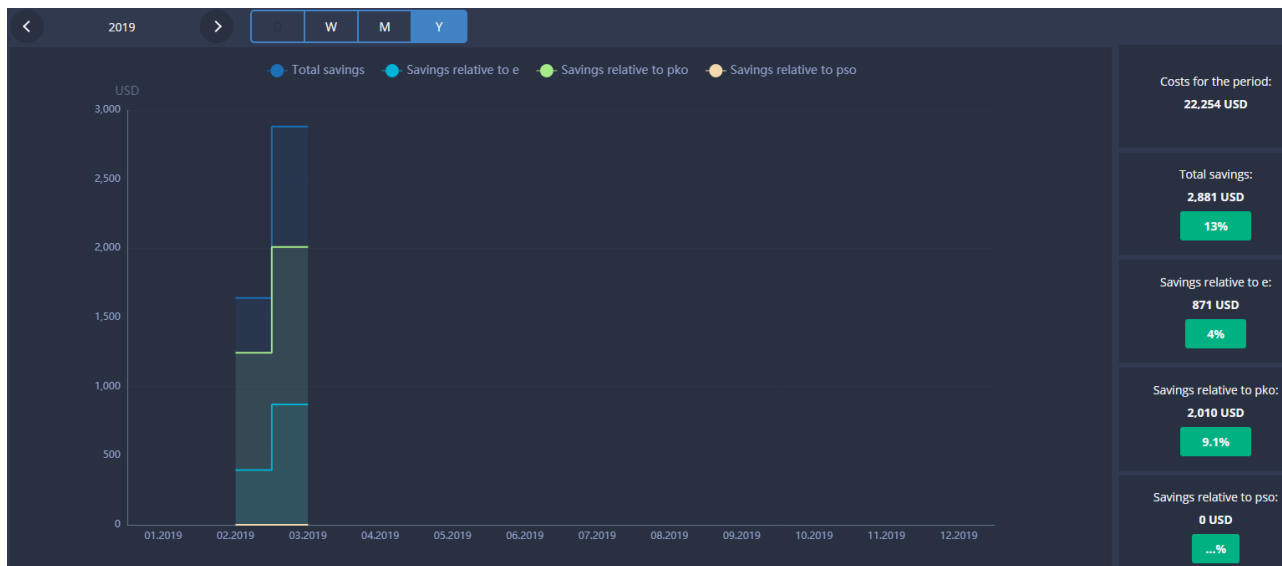 2019
D
W
M
Y
Total savings
Savings relative to e
Savings relative to pko
Savings relative to pso
USD
3,000
2,500
2,000
1,500
1,000
500
0
01.2019
02.2019
03.2019
04.2019
05.2019
06.2019
07.2019
08.2019
09.2019
10.2019
11.2019
12.2019
Costs for the period:
22,254 USD
Total savings:
2,881 USD
13%
Savings relative to e:
871 USD
4%
Savings relative to pko:
2,010 USD
9.1%
Savings relative to pso:
0 USD
...%